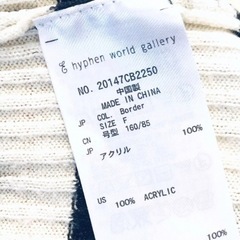 hyphen world gallery
NO. 20147CB2250
中国製
MADE IN CHINA
JP COL. Border
JP SIZE F
CN 号型 160/85
100%
JP アクリル
100%
US 100% ACRYLIC